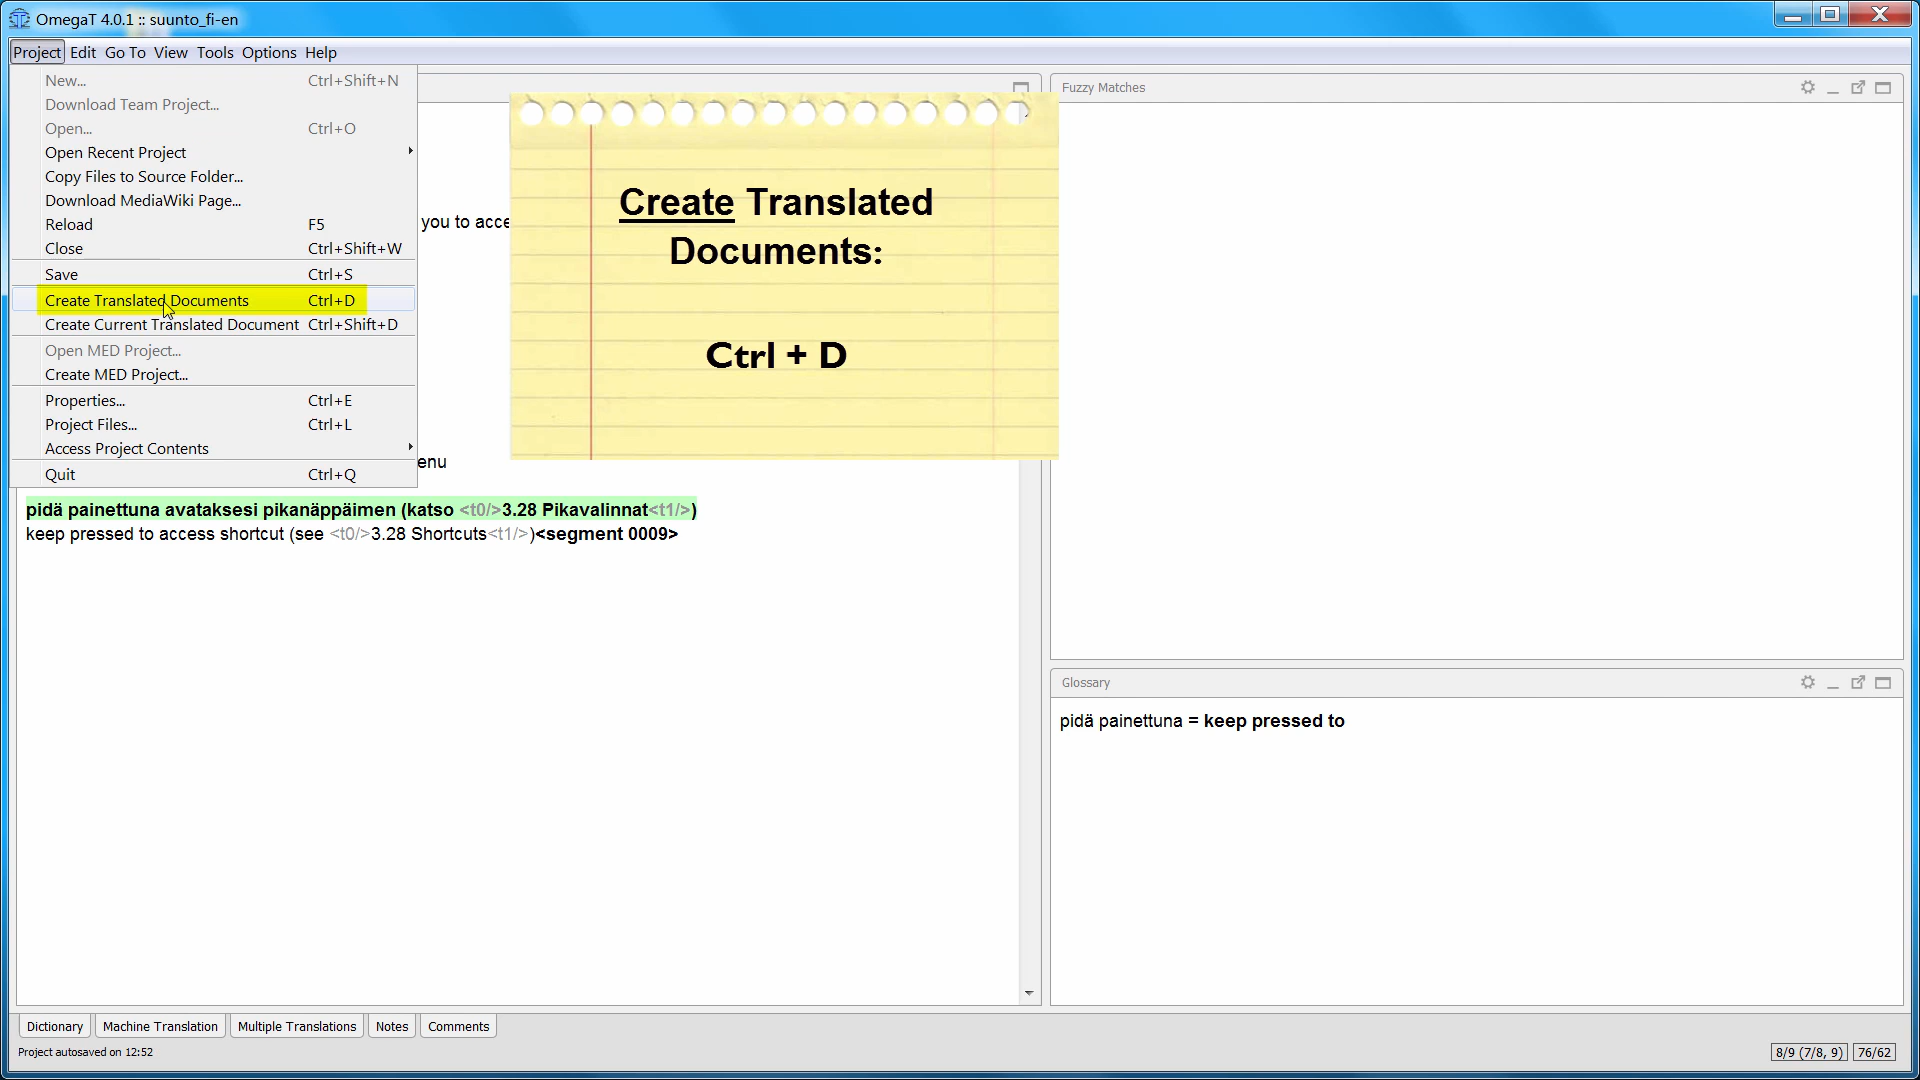 OmegaT 4.0.1 :: suunto_fi-en
Project Edit Go To View Tools Options Help
New... Ctrl+Shift+N
Download Team Project...
Open... Ctrl+O
Open Recent Project
Copy Files to Source Folder...
Download MediaWiki Page...
Reload F5
Close Ctrl+Shift+W
Save Ctrl+S
Create Translated Documents Ctrl+D
Create Current Translated Document Ctrl+Shift+D
Open MED Project...
Create MED Project...
Properties... Ctrl+E
Project Files... Ctrl+L
Access Project Contents
Quit Ctrl+Q
you to acce
enu
Create Translated
Documents:
Ctrl + D
pidä painettuna avataksesi pikanäppäimen (katso <t0/>3.28 Pikavalinnat<t1/>)
keep pressed to access shortcut (see <t0/>3.28 Shortcuts<t1/>)<segment 0009>
Fuzzy Matches
Glossary
pidä painettuna = keep pressed to
Dictionary Machine Translation Multiple Translations Notes Comments
Project autosaved on 12:52
8/9 (7/8, 9) 76/62